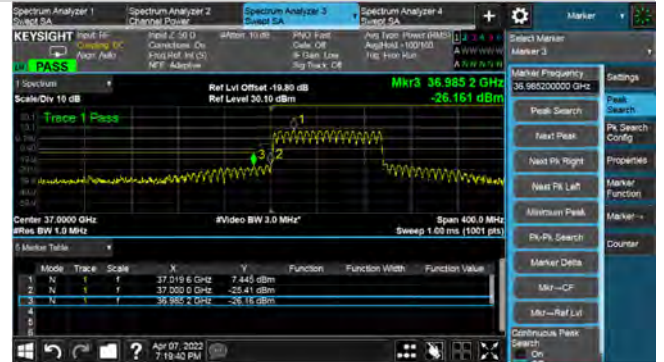 Spectrum Analyzer 1
Swept SA
Spectrum Analyzer 2
Channel Power
Spectrum Analyzer 3
Swept SA
Spectrum Analyzer 4
Swept SA
+
Marker
KEYSIGHT
Input: RF
Coupling: DC
Align: Auto
Input Z: 50 Ω
Corrections: On
Freq Ref: Int (S)
NFE: Adaptive
#Atten: 10 dB
PNO: Fast
Gate: Off
IF Gain: Low
Sig Track: Off
Avg Type: Power (RMS)
Avg|Hold: >100/100
Trig: Free Run
PASS
Select Marker
Marker 3
1 Spectrum
Scale/Div 10 dB
Ref Lvl Offset -19.80 dB
Ref Level 30.10 dBm
Mkr3 36.985 2 GHz
-26.161 dBm
Trace 1 Pass
1
2
3
Center 37.0000 GHz
#Res BW 1.0 MHz
#Video BW 3.0 MHz*
Span 400.0 MHz
Sweep 1.00 ms (1001 pts)
Marker Table
Mode Trace Scale X Y Function Function Width Function Value
1 N 1 f 37.019 6 GHz 7.445 dBm
2 N 1 f 37.000 0 GHz -25.41 dBm
3 N 1 f 36.985 2 GHz -26.16 dBm
4
5
6
Marker Frequency
36.985200000 GHz
Peak Search
Next Peak
Next Pk Right
Next Pk Left
Minimum Peak
Pk-Pk Search
Marker Delta
Mkr→CF
Mkr→Ref Lvl
Continuous Peak
Search
On
Settings
Peak
Search
Pk Search
Config
Properties
Marker
Function
Marker→
Counter
?
Apr 07, 2022
7:19:40 PM